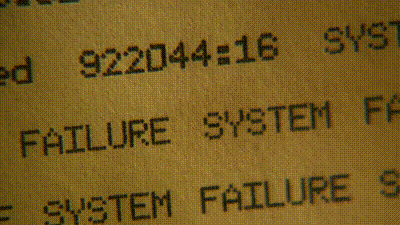 ed 922044:16 SYST
FAILURE SYSTEM FA
E SYSTEM FAILURE S